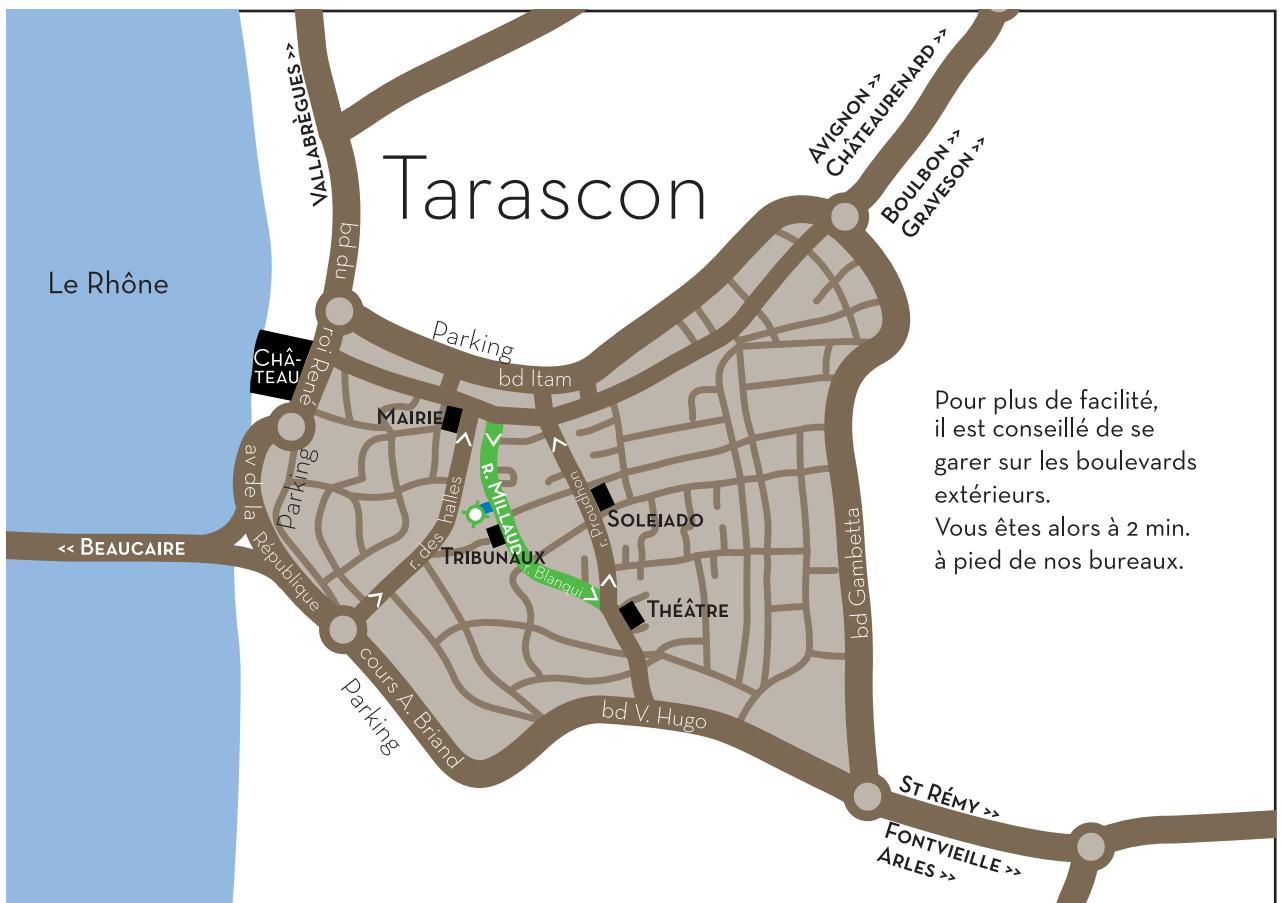 VALLABRÈGUES >>
AVIGNON >>
CHÂTEAURENARD >>
BOULBON >>
GRAVESON >>
Tarascon
Le Rhône
bd du
roi René
Parking
bd Itam
CHÂ-
TEAU
MAIRIE
av de la
République
Parking
r. des halles
R. MILLAUD
r. Proudhon
SOLEIADO
TRIBUNAUX
r. Blanqui
THÉÂTRE
<< BEAUCAIRE
bd Gambetta
Pour plus de facilité,
il est conseillé de se
garer sur les boulevards
extérieurs.
Vous êtes alors à 2 min.
à pied de nos bureaux.
cours A. Briand
Parking
bd V. Hugo
ST RÉMY >>
FONTVIEILLE >>
ARLES >>